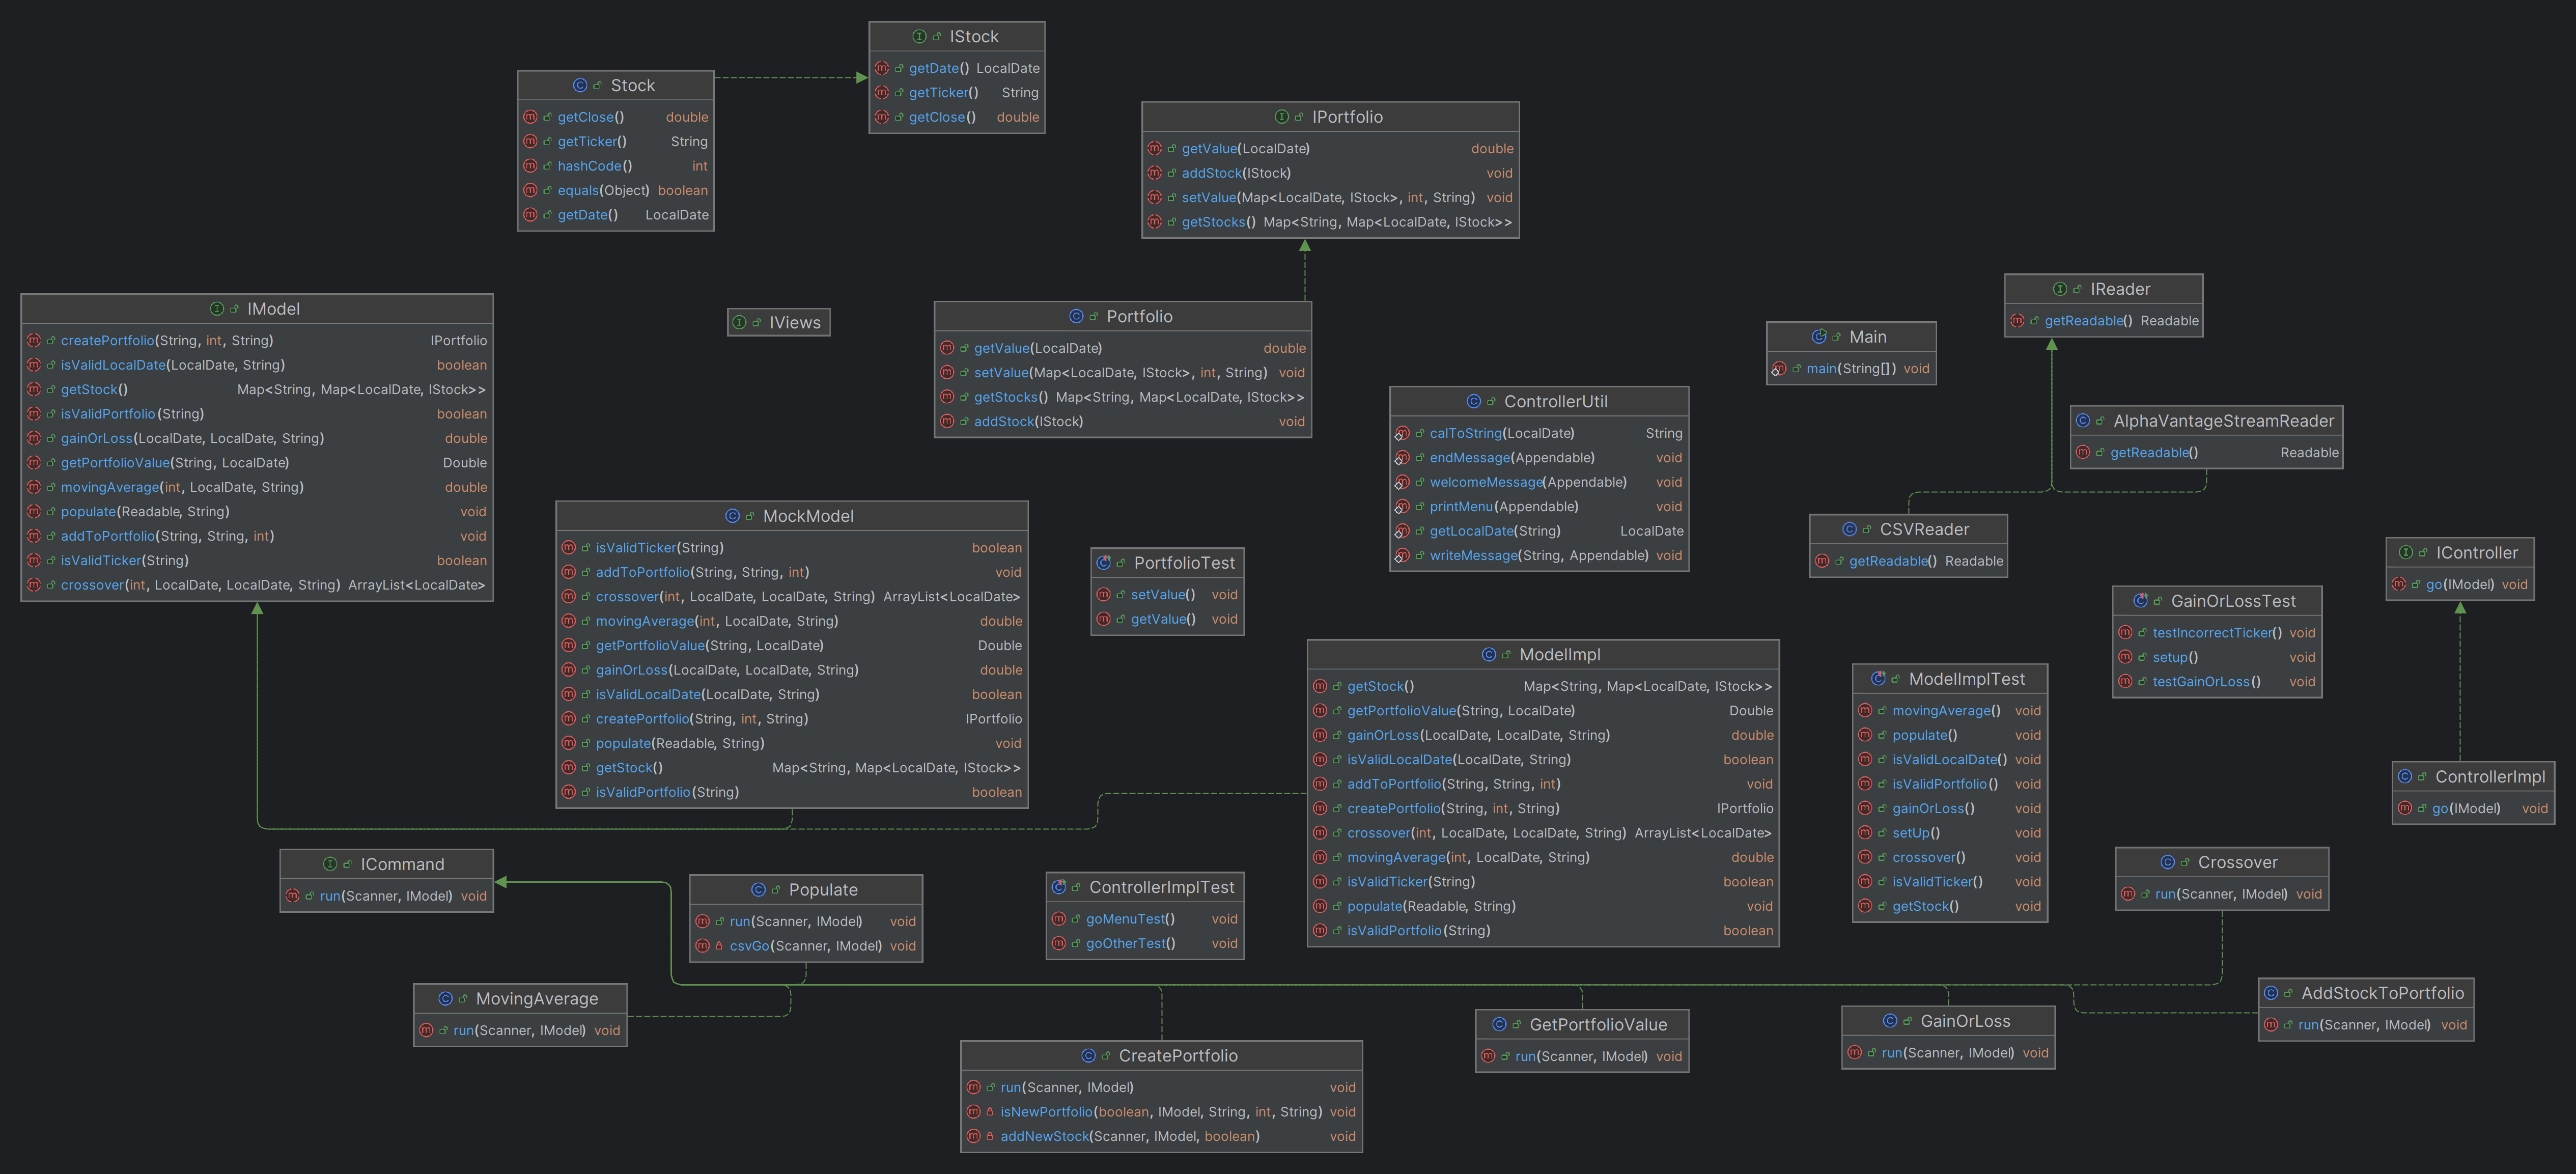 IStock
getDate() LocalDate
getTicker() String
getClose() double
Stock
getClose() double
getTicker() String
hashCode() int
equals(Object) boolean
getDate() LocalDate
IPortfolio
getValue(LocalDate) double
addStock(IStock) void
setValue(Map<LocalDate, IStock>, int, String) void
getStocks() Map<String, Map<LocalDate, IStock>>
IModel
createPortfolio(String, int, String) IPortfolio
isValidLocalDate(LocalDate, String) boolean
getStock() Map<String, Map<LocalDate, IStock>>
isValidPortfolio(String) boolean
gainOrLoss(LocalDate, LocalDate, String) double
getPortfolioValue(String, LocalDate) Double
movingAverage(int, LocalDate, String) double
populate(Readable, String) void
addToPortfolio(String, String, int) void
isValidTicker(String) boolean
crossover(int, LocalDate, LocalDate, String) ArrayList<LocalDate>
IViews
Portfolio
getValue(LocalDate) double
setValue(Map<LocalDate, IStock>, int, String) void
getStocks() Map<String, Map<LocalDate, IStock>>
addStock(IStock) void
IReader
getReadable() Readable
Main
main(String[]) void
ControllerUtil
calToString(LocalDate) String
endMessage(Appendable) void
welcomeMessage(Appendable) void
printMenu(Appendable) void
getLocalDate(String) LocalDate
writeMessage(String, Appendable) void
AlphaVantageStreamReader
getReadable() Readable
CSVReader
getReadable() Readable
MockModel
isValidTicker(String) boolean
addToPortfolio(String, String, int) void
crossover(int, LocalDate, LocalDate, String) ArrayList<LocalDate>
movingAverage(int, LocalDate, String) double
getPortfolioValue(String, LocalDate) Double
gainOrLoss(LocalDate, LocalDate, String) double
isValidLocalDate(LocalDate, String) boolean
createPortfolio(String, int, String) IPortfolio
populate(Readable, String) void
getStock() Map<String, Map<LocalDate, IStock>>
isValidPortfolio(String) boolean
PortfolioTest
setValue() void
getValue() void
IController
go(IModel) void
GainOrLossTest
testIncorrectTicker() void
setup() void
testGainOrLoss() void
ModelImpl
getStock() Map<String, Map<LocalDate, IStock>>
getPortfolioValue(String, LocalDate) Double
gainOrLoss(LocalDate, LocalDate, String) double
isValidLocalDate(LocalDate, String) boolean
addToPortfolio(String, String, int) void
createPortfolio(String, int, String) IPortfolio
crossover(int, LocalDate, LocalDate, String) ArrayList<LocalDate>
movingAverage(int, LocalDate, String) double
isValidTicker(String) boolean
populate(Readable, String) void
isValidPortfolio(String) boolean
ModelImplTest
movingAverage() void
populate() void
isValidLocalDate() void
isValidPortfolio() void
gainOrLoss() void
setUp() void
crossover() void
isValidTicker() void
getStock() void
ControllerImpl
go(IModel) void
ICommand
run(Scanner, IModel) void
Populate
run(Scanner, IModel) void
csvGo(Scanner, IModel) void
ControllerImplTest
goMenuTest() void
goOtherTest() void
Crossover
run(Scanner, IModel) void
MovingAverage
run(Scanner, IModel) void
CreatePortfolio
run(Scanner, IModel) void
isNewPortfolio(boolean, IModel, String, int, String) void
addNewStock(Scanner, IModel, boolean) void
GetPortfolioValue
run(Scanner, IModel) void
GainOrLoss
run(Scanner, IModel) void
AddStockToPortfolio
run(Scanner, IModel) void